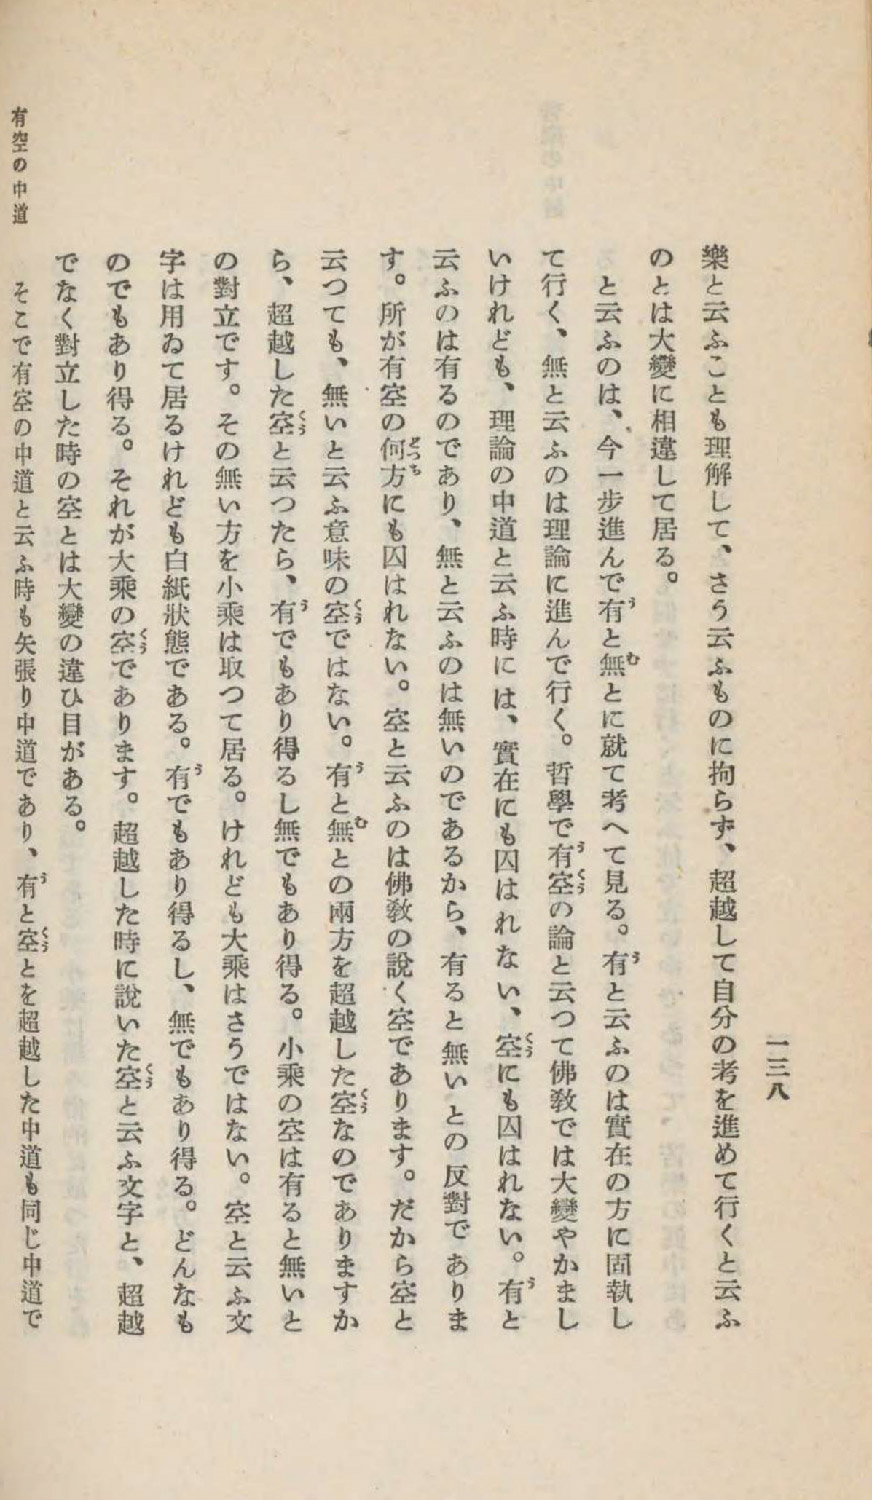 一三八
樂と云ふことも理解して、さう云ふものに拘らず、超越して自分の考を進めて行くと云ふ
のとは大變に相違して居る。
と云ふのは、今一步進んで有と無とに就て考へて見る。有と云ふのは實在の方に固執し
て行く、無と云ふのは理論に進んで行く。哲學で有空の論と云つて佛敎では大變やかまし
いけれども、理論の中道と云ふ時には、實在にも囚はれない、空にも囚はれない。有と
云ふのは有るのであり、無と云ふのは無いのであるから、有ると無いとの反對でありま
す。所が有空の何方にも囚はれない。空と云ふのは佛敎の說く空であります。だから空と
云つても、無いと云ふ意味の空ではない。有と無との兩方を超越した空なのでありますか
ら、超越した空と云つたら、有でもあり得るし無でもあり得る。小乘の空は有ると無いと
の對立です。その無い方を小乘は取つて居る。けれども大乘はさうではない。空と云ふ文
字は用ゐて居るけれども白紙狀態である。有でもあり得るし、無でもあり得る。どんなも
のでもあり得る。それが大乘の空であります。超越した時に說いた空と云ふ文字と、超越
でなく對立した時の空とは大變の違ひ目がある。
そこで有空の中道と云ふ時も矢張り中道であり、有と空とを超越した中道も同じ中道で
有空の中道